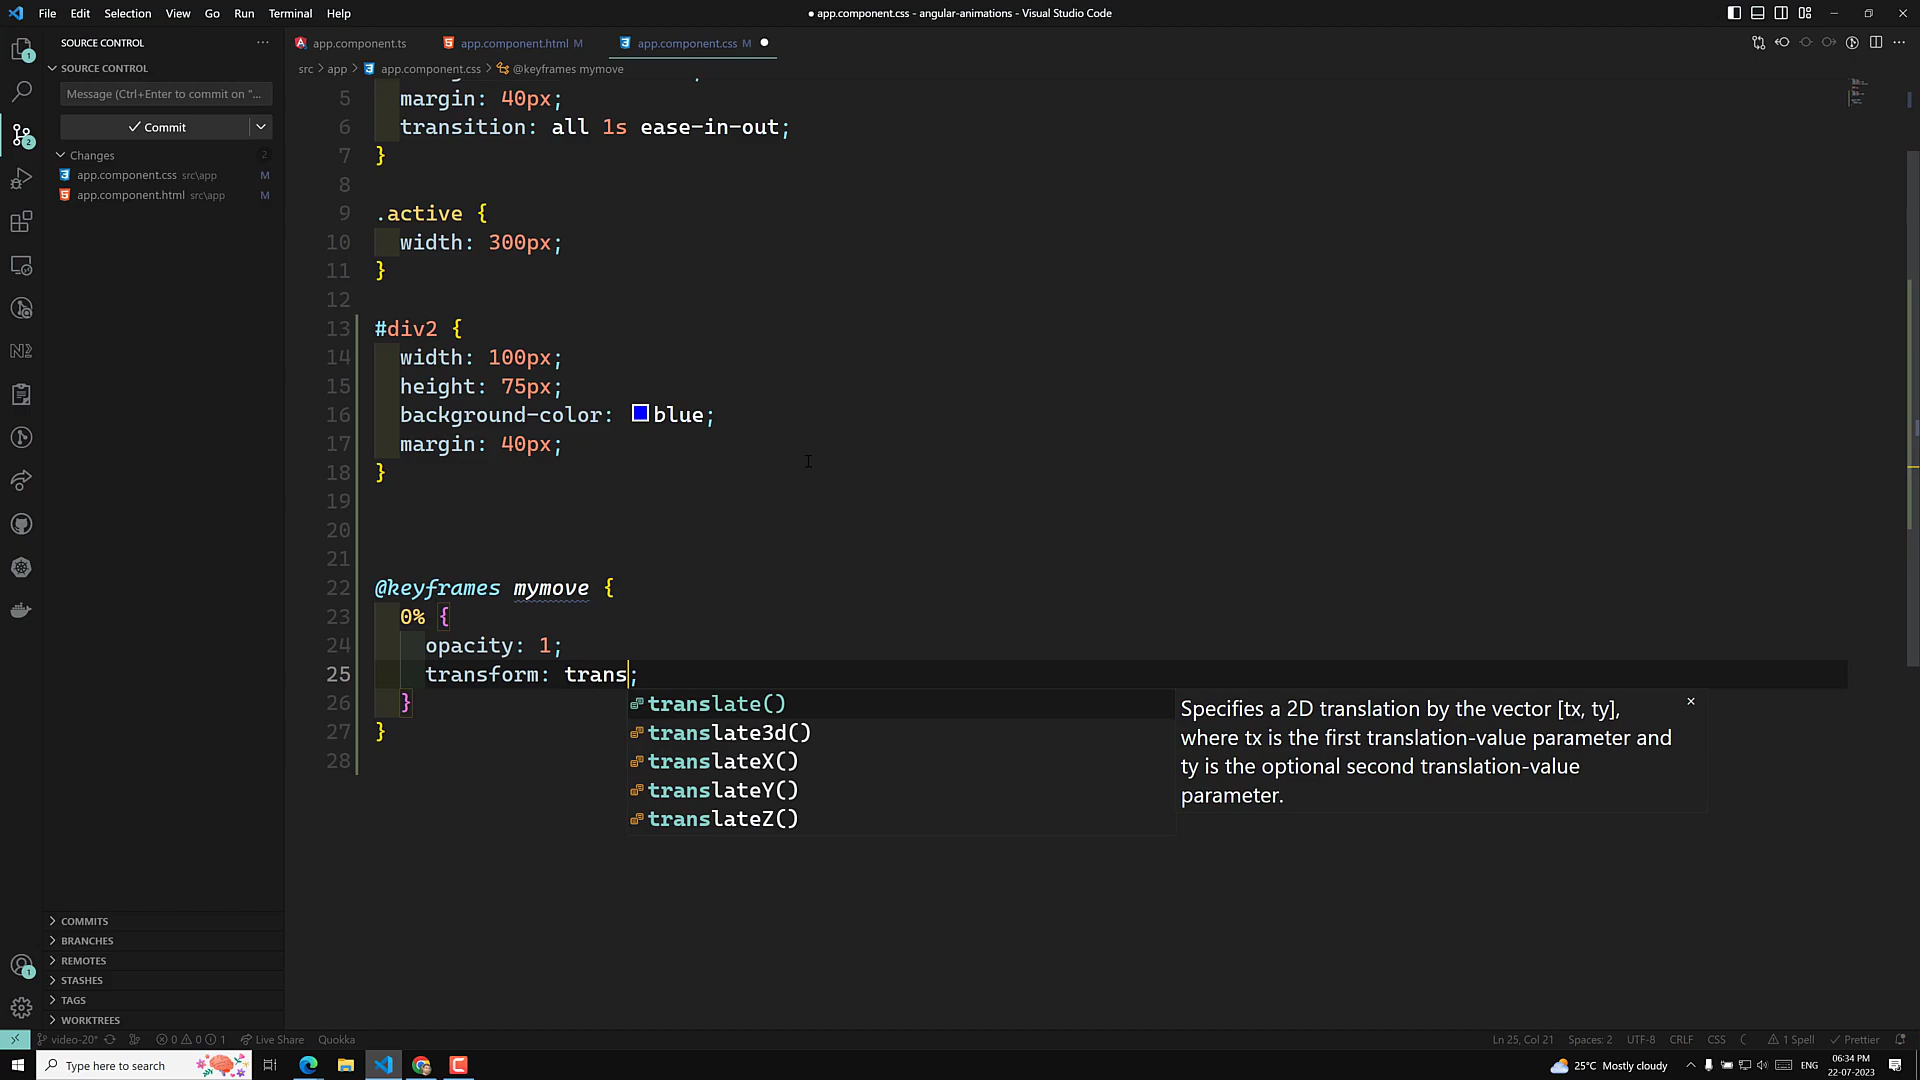 File Edit Selection View Go Run Terminal Help
● app.component.css - angular-animations - Visual Studio Code
SOURCE CONTROL
app.component.ts
app.component.html M
app.component.css M
SOURCE CONTROL
src > app > app.component.css > @keyframes mymove
Message (Ctrl+Enter to commit on "...
Commit
Changes 2
app.component.css src\app M
app.component.html src\app M
5 margin: 40px;
6 transition: all 1s ease-in-out;
7 }
8
9 .active {
10 width: 300px;
11 }
12
13 #div2 {
14 width: 100px;
15 height: 75px;
16 background-color: blue;
17 margin: 40px;
18 }
19
20
21
22 @keyframes mymove {
23 0% {
24 opacity: 1;
25 transform: trans;
26 }
27 }
28
translate()
translate3d()
translateX()
translateY()
translateZ()
Specifies a 2D translation by the vector [tx, ty],
where tx is the first translation-value parameter and
ty is the optional second translation-value
parameter.
COMMITS
BRANCHES
REMOTES
STASHES
TAGS
WORKTREES
video-20* 0 0 1 Live Share Quokka
Ln 25, Col 21 Spaces: 2 UTF-8 CRLF CSS 1 Spell Prettier
Type here to search
25°C Mostly cloudy
ENG
06:34 PM
22-07-2023